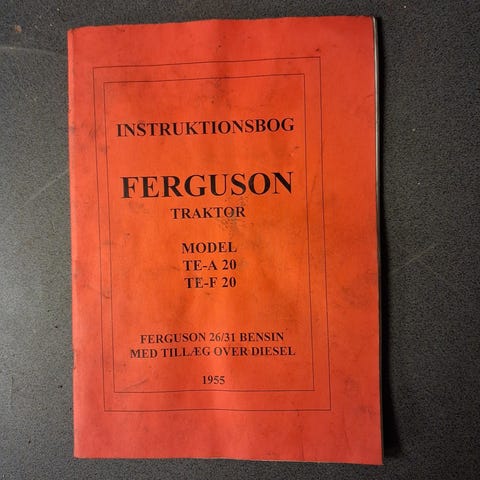 INSTRUKTIONSBOG
FERGUSON
TRAKTOR
MODEL
TE-A 20
TE-F 20
FERGUSON 26/31 BENSIN
MED TILLÆG OVER DIESEL
1955